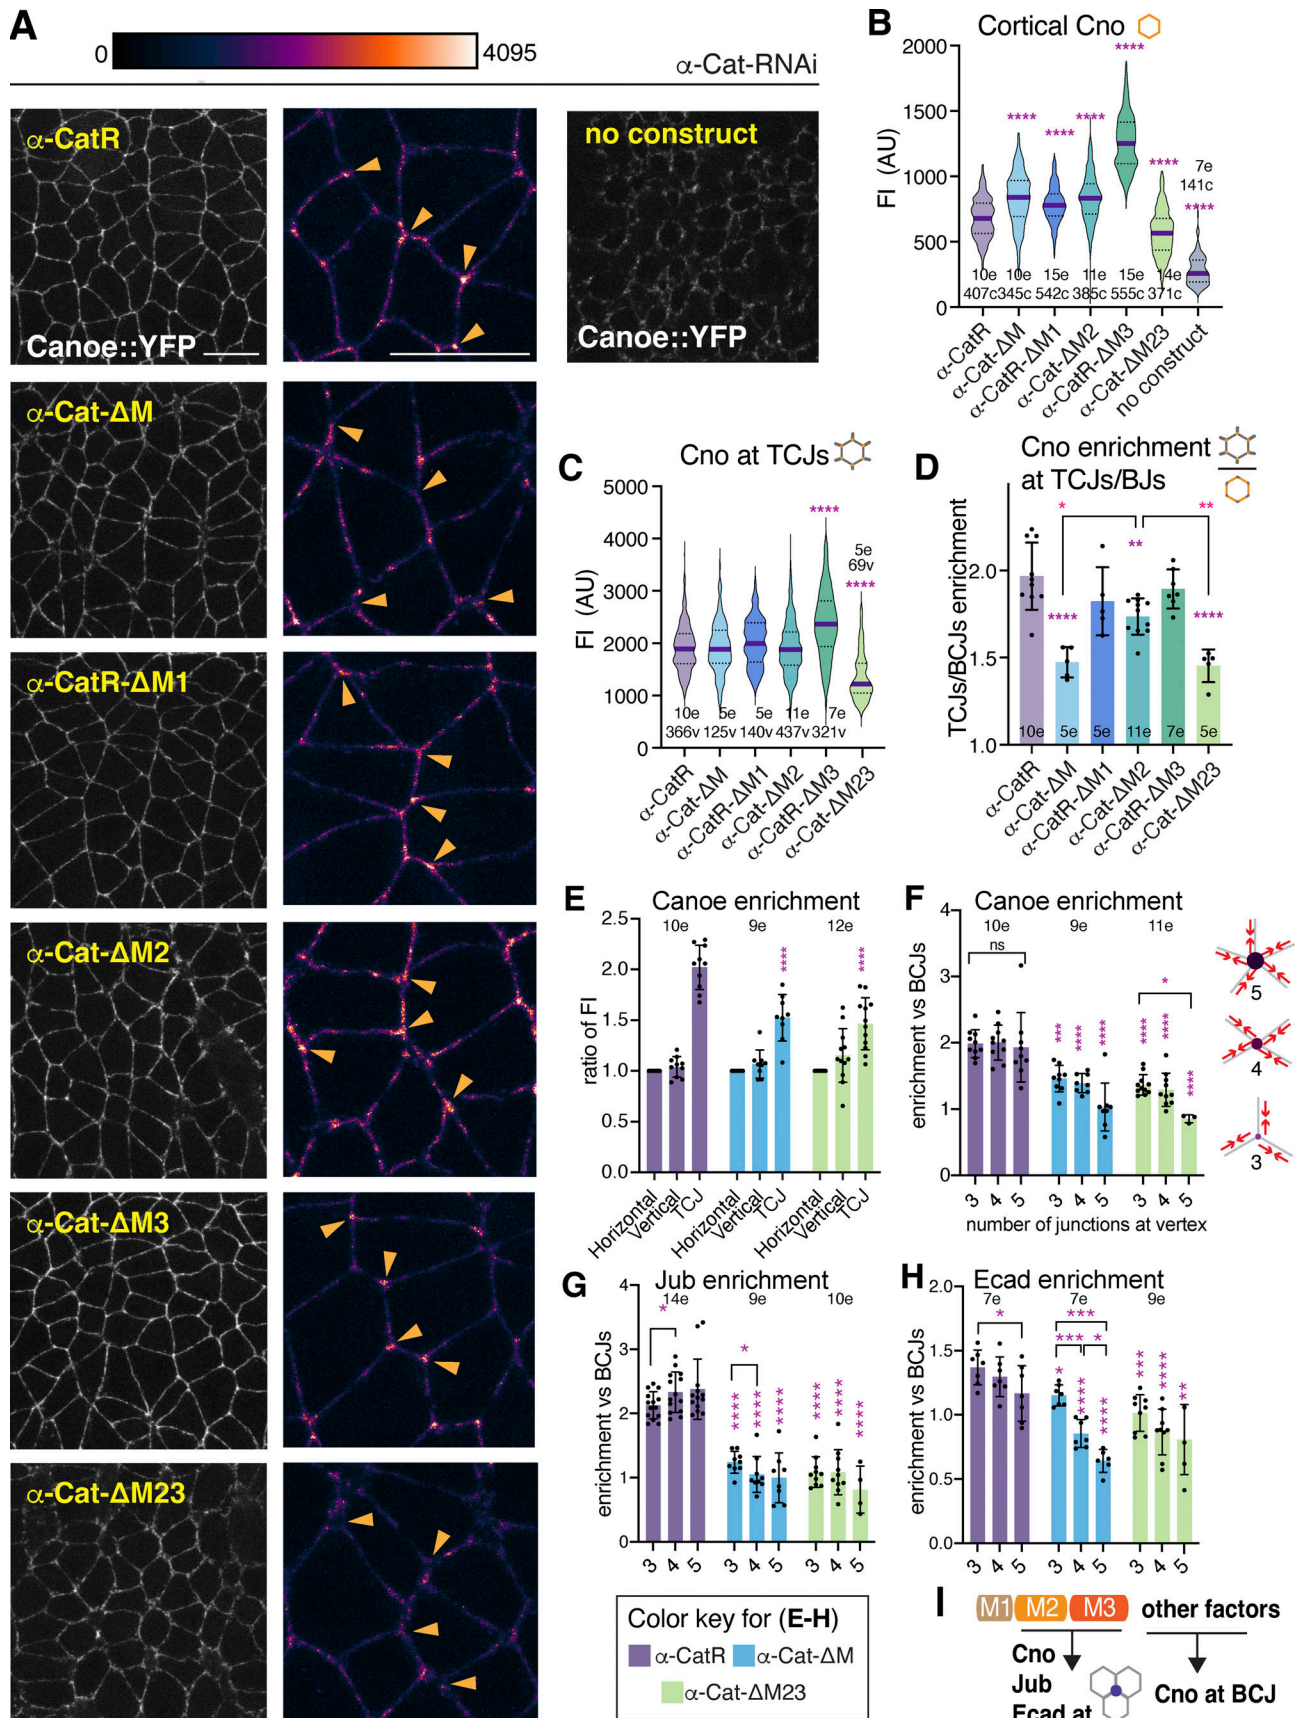 A
0
4095
α-Cat-RNAi
α-CatR
Canoe::YFP
no construct
Canoe::YFP
α-Cat-ΔM
α-CatR-ΔM1
α-Cat-ΔM2
α-Cat-ΔM3
α-Cat-ΔM23
B
Cortical Cno
FI (AU)
2000
1500
1000
500
0
****
****
****
****
****
****
7e
141c
10e
407c
10e
345c
15e
542c
11e
385c
15e
555c
14e
371c
α-CatR
α-Cat-ΔM
α-CatR-ΔM1
α-Cat-ΔM2
α-CatR-ΔM3
α-Cat-ΔM23
no construct
C
Cno at TCJs
FI (AU)
5000
4000
3000
2000
1000
0
****
****
5e
69v
10e
366v
5e
125v
5e
140v
11e
437v
7e
321v
α-CatR
α-Cat-ΔM
α-CatR-ΔM1
α-Cat-ΔM2
α-CatR-ΔM3
α-Cat-ΔM23
D
Cno enrichment
at TCJs/BJs
TCJs/BCJs enrichment
2.0
1.5
1.0
*
**
**
****
****
10e
5e
5e
11e
7e
5e
α-CatR
α-Cat-ΔM
α-CatR-ΔM1
α-Cat-ΔM2
α-CatR-ΔM3
α-Cat-ΔM23
E
Canoe enrichment
ratio of FI
2.5
2.0
1.5
1.0
0.5
0.0
10e
9e
12e
****
****
Horizontal
Vertical
TCJ
Horizontal
Vertical
TCJ
Horizontal
Vertical
TCJ
F
Canoe enrichment
enrichment vs BCJs
4
3
2
1
0
10e
9e
11e
ns
***
****
****
*
****
****
****
3 4 5 3 4 5 3 4 5
number of junctions at vertex
5
4
3
G
Jub enrichment
enrichment vs BCJs
4
3
2
1
0
14e
9e
10e
*
*
****
****
****
****
****
****
3 4 5 3 4 5 3 4 5
H
Ecad enrichment
enrichment vs BCJs
2.0
1.5
1.0
0.5
0.0
7e
7e
9e
*
***
***
*
*
****
****
***
****
**
3 4 5 3 4 5 3 4 5
Color key for (E-H)
α-CatR
α-Cat-ΔM
α-Cat-ΔM23
I
M1 M2 M3
other factors
Cno
Jub
Ecad at
Cno at BCJ